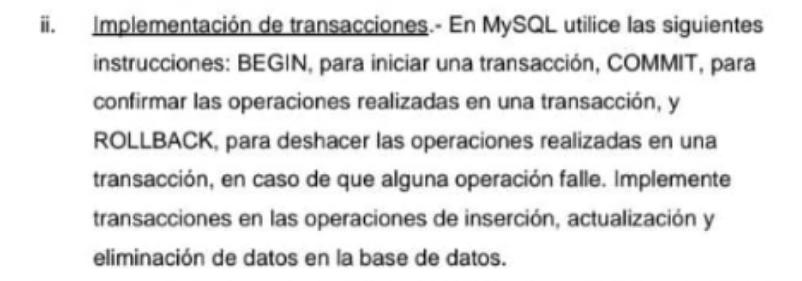 ii. Implementación de transacciones.- En MySQL utilice las siguientes
instrucciones: BEGIN, para iniciar una transacción, COMMIT, para
confirmar las operaciones realizadas en una transacción, y
ROLLBACK, para deshacer las operaciones realizadas en una
transacción, en caso de que alguna operación falle. Implemente
transacciones en las operaciones de inserción, actualización y
eliminación de datos en la base de datos.